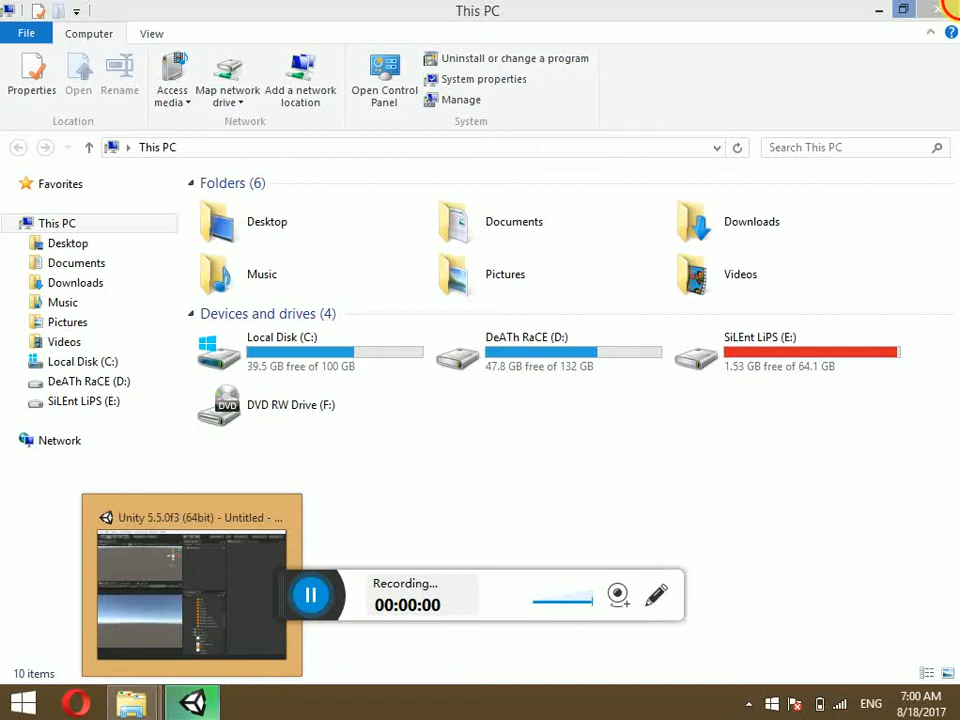 This PC
File
Computer
View
Properties
Open
Rename
Access media
Map network drive
Add a network location
Open Control Panel
Uninstall or change a program
System properties
Manage
Location
Network
System
This PC
Search This PC
Favorites
This PC
Desktop
Documents
Downloads
Music
Pictures
Videos
Local Disk (C:)
DeATh RaCE (D:)
SiLEnt LiPS (E:)
Network
Folders (6)
Desktop
Documents
Downloads
Music
Pictures
Videos
Devices and drives (4)
Local Disk (C:)
39.5 GB free of 100 GB
DeATh RaCE (D:)
47.8 GB free of 132 GB
SiLEnt LiPS (E:)
1.53 GB free of 64.1 GB
DVD
DVD RW Drive (F:)
Unity 5.5.0f3 (64bit) - Untitled - ...
Recording...
00:00:00
10 items
ENG
7:00 AM
8/18/2017